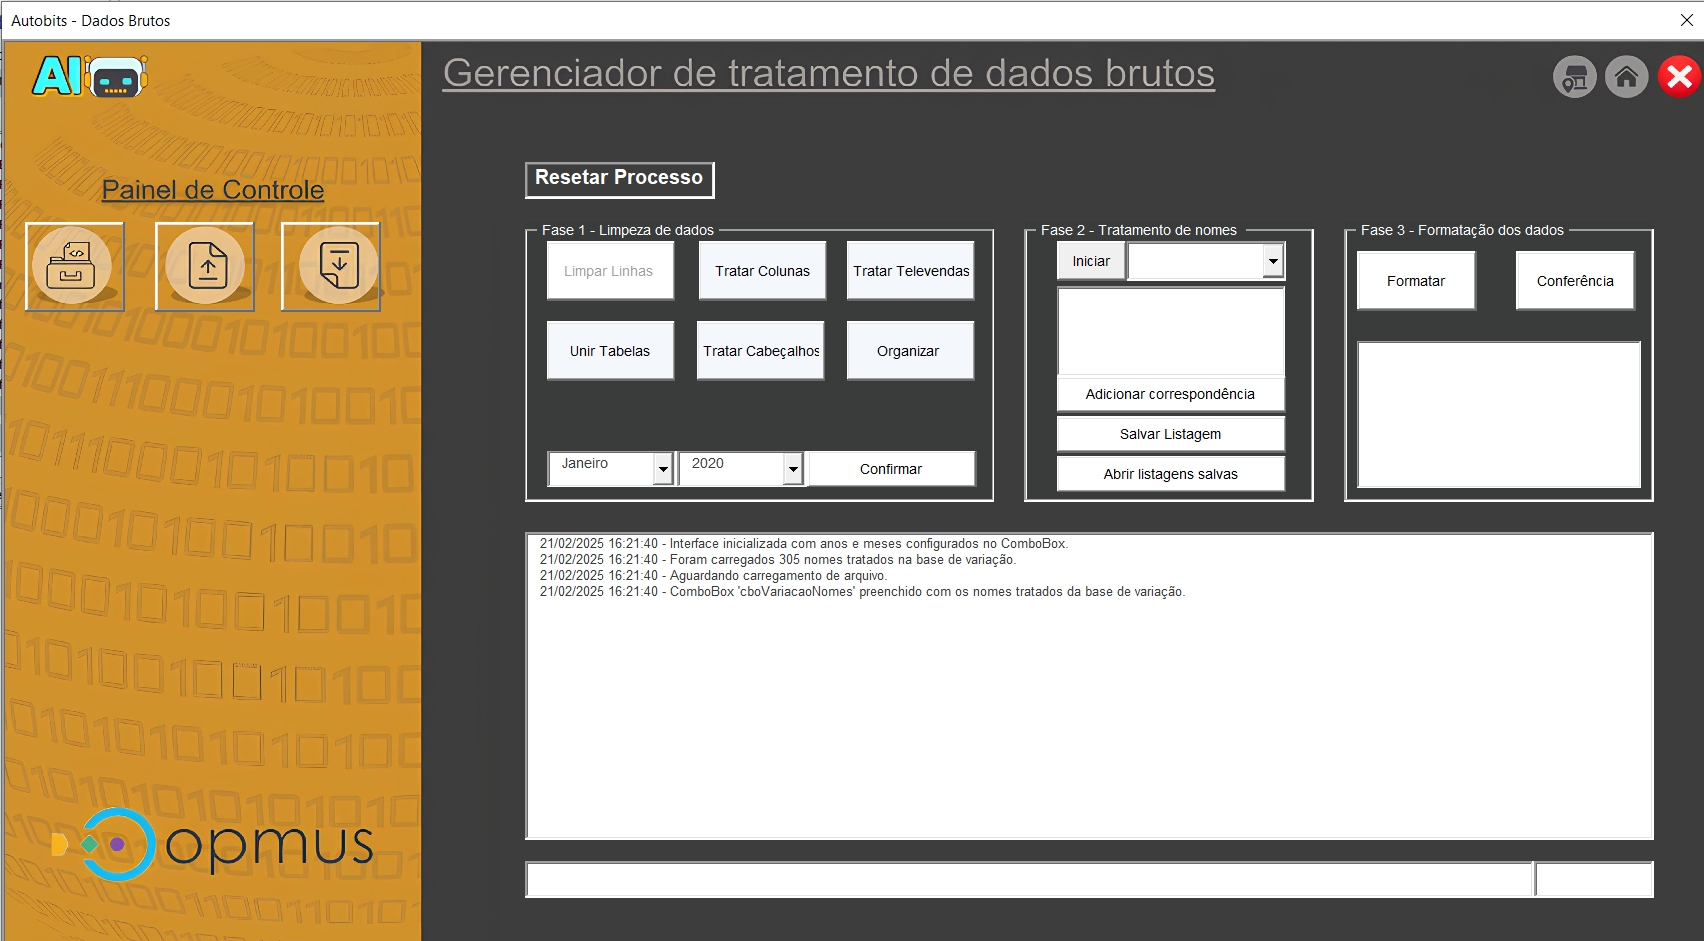 Autobits - Dados Brutos
AI
Gerenciador de tratamento de dados brutos
Painel de Controle
Resetar Processo
Fase 1 - Limpeza de dados
Limpar Linhas
Tratar Colunas
Tratar Televendas
Unir Tabelas
Tratar Cabeçalhos
Organizar
Janeiro
2020
Confirmar
Fase 2 - Tratamento de nomes
Iniciar
Adicionar correspondência
Salvar Listagem
Abrir listagens salvas
Fase 3 - Formatação dos dados
Formatar
Conferência
21/02/2025 16:21:40 - Interface inicializada com anos e meses configurados no ComboBox.
21/02/2025 16:21:40 - Foram carregados 305 nomes tratados na base de variação.
21/02/2025 16:21:40 - Aguardando carregamento de arquivo.
21/02/2025 16:21:40 - ComboBox 'cboVariacaoNomes' preenchido com os nomes tratados da base de variação.
opmus